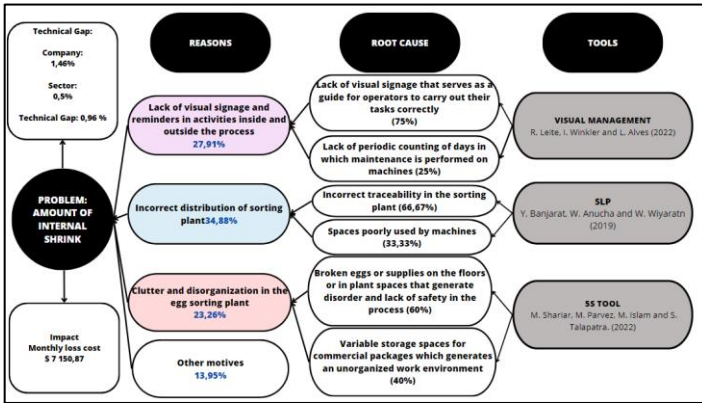 Technical Gap:
Company:
1,46%
Sector:
0,5%
Technical Gap: 0,96 %
PROBLEM:
AMOUNT OF
INTERNAL
SHRINK
Impact
Monthly loss cost
$ 7 150,87
REASONS
Lack of visual signage and
reminders in activities inside and
outside the process
27,91%
Incorrect distribution of sorting
plant34,88%
Clutter and disorganization in the
egg sorting plant
23,26%
Other motives
13,95%
ROOT CAUSE
Lack of visual signage that serves as a
guide for operators to carry out their
tasks correctly
(75%)
Lack of periodic counting of days in
which maintenance is performed on
machines (25%)
Incorrect traceability in the sorting
plant (66,67%)
Spaces poorly used by machines
(33,33%)
Broken eggs or supplies on the floors
or in plant spaces that generate
disorder and lack of safety in the
process (60%)
Variable storage spaces for
commercial packages which generates
an unorganized work environment
(40%)
TOOLS
VISUAL MANAGEMENT
R. Leite, I. Winkler and L. Alves (2022)
SLP
Y. Banjarat, W. Anucha and W. Wiyaratn
(2019)
5S TOOL
M. Shariar, M. Parvez, M. Islam and S.
Talapatra. (2022)